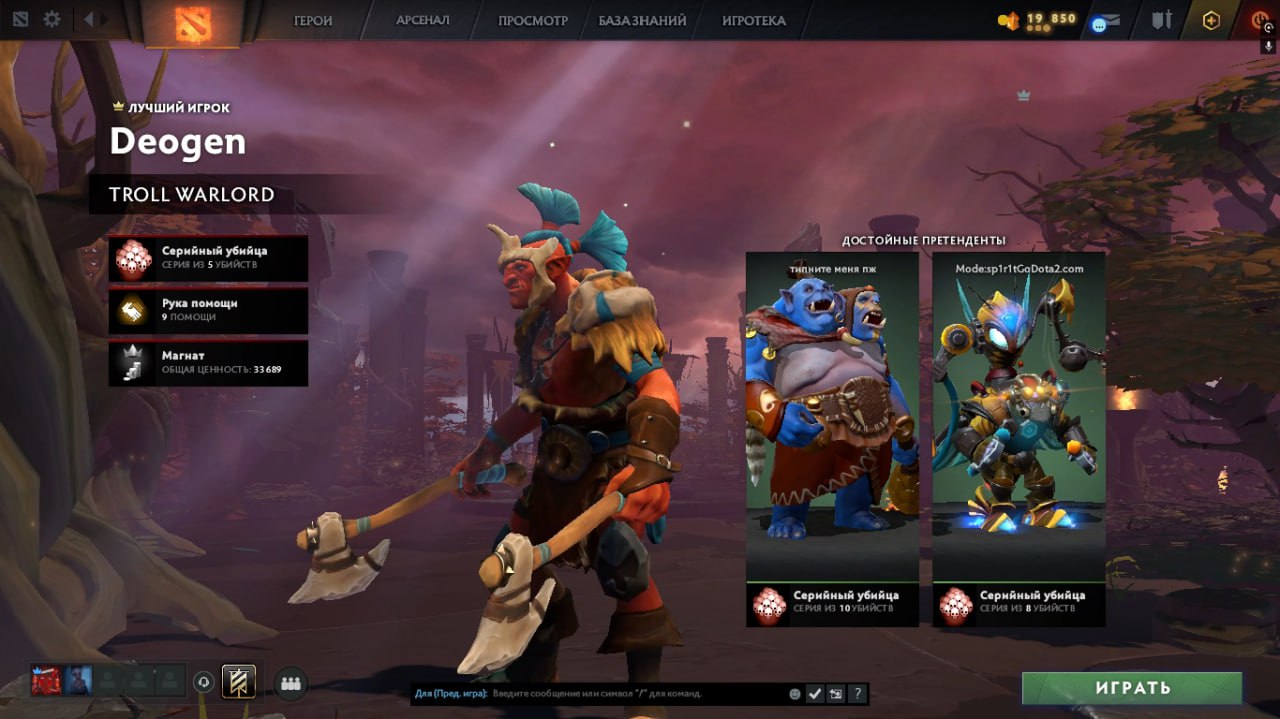 ГЕРОИ
АРСЕНАЛ
ПРОСМОТР
БАЗА ЗНАНИЙ
ИГРОТЕКА
19 850
ЛУЧШИЙ ИГРОК
Deogen
TROLL WARLORD
Серийный убийца
СЕРИЯ ИЗ 5 УБИЙСТВ
Рука помощи
9 ПОМОЩИ
Магнат
ОБЩАЯ ЦЕННОСТЬ: 33 689
ДОСТОЙНЫЕ ПРЕТЕНДЕНТЫ
типните меня пж
Mode:sp1r1tGoDota2.com
Серийный убийца
СЕРИЯ ИЗ 10 УБИЙСТВ
Серийный убийца
СЕРИЯ ИЗ 8 УБИЙСТВ
Для (Пред. игра): Введите сообщение или символ "/" для команд.
?
ИГРАТЬ